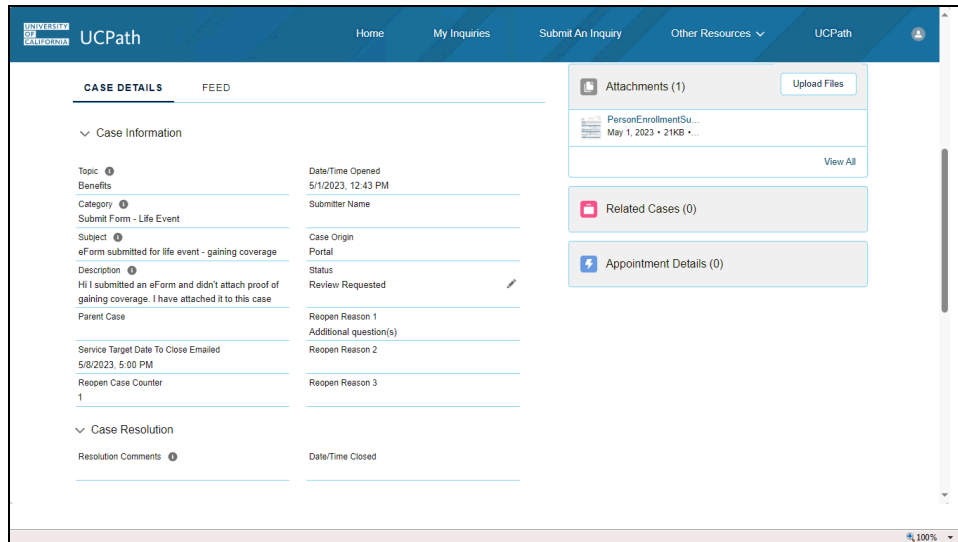 UNIVERSITY
OF
CALIFORNIA
UCPath
Home
My Inquiries
Submit An Inquiry
Other Resources
UCPath
CASE DETAILS
FEED
Case Information
Topic
Benefits
Date/Time Opened
5/1/2023, 12:43 PM
Category
Submit Form - Life Event
Submitter Name
Subject
eForm submitted for life event - gaining coverage
Case Origin
Portal
Description
Hi I submitted an eForm and didn't attach proof of
gaining coverage. I have attached it to this case
Status
Review Requested
Parent Case
Reopen Reason 1
Additional question(s)
Service Target Date To Close Emailed
5/8/2023, 5:00 PM
Reopen Reason 2
Reopen Case Counter
1
Reopen Reason 3
Case Resolution
Resolution Comments
Date/Time Closed
Attachments (1)
Upload Files
PersonEnrollmentSu...
May 1, 2023 • 21KB •...
View All
Related Cases (0)
Appointment Details (0)
100%